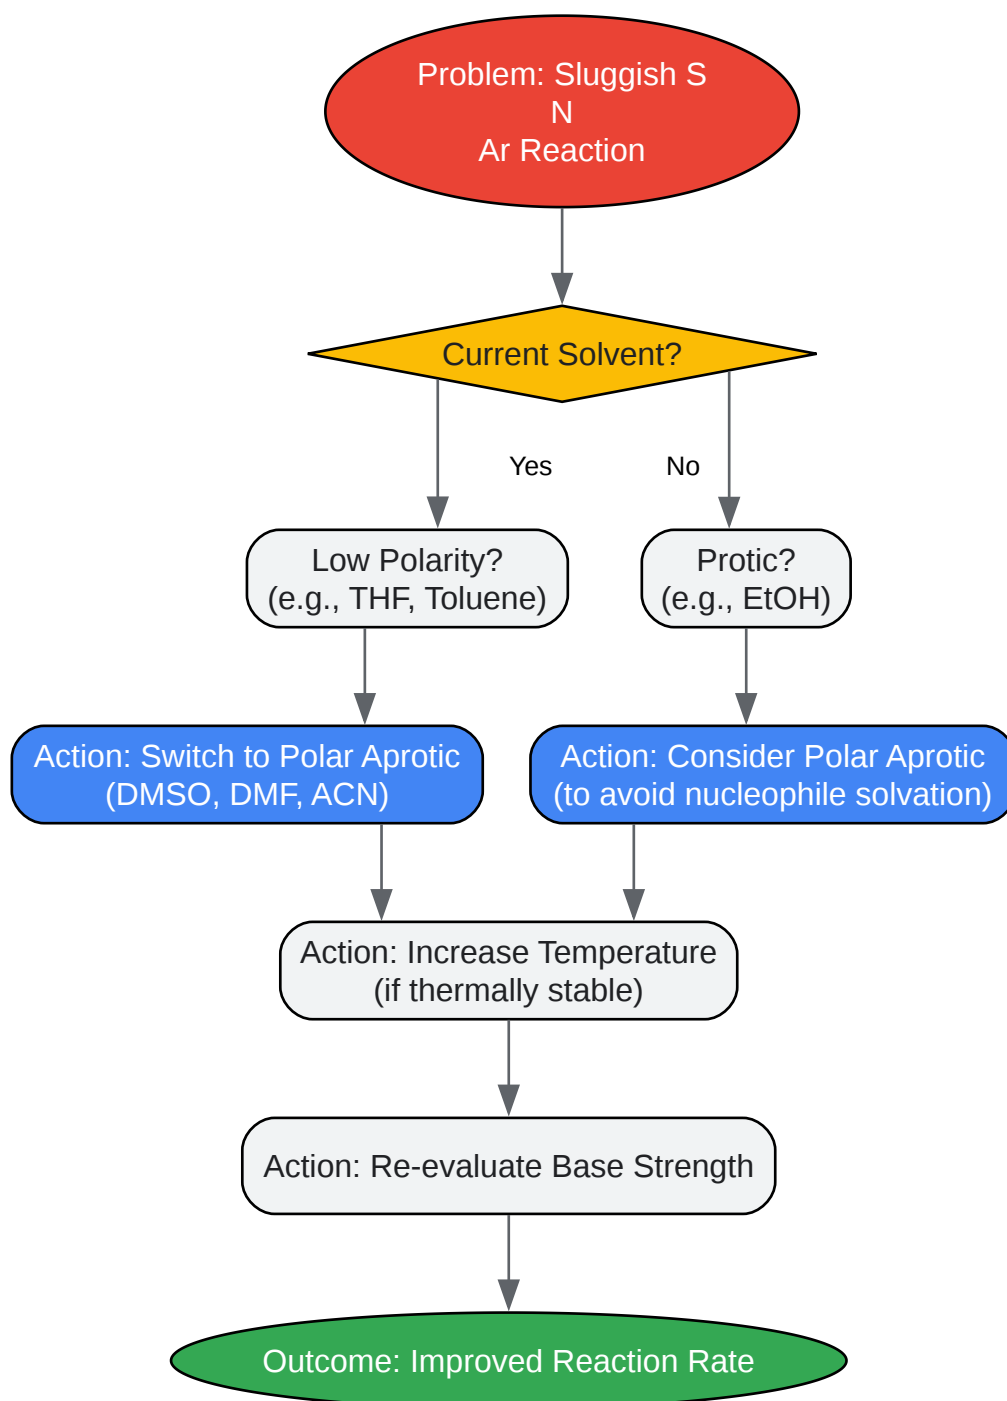 Problem: Sluggish S
N
Ar Reaction
Current Solvent?
Yes
No
Low Polarity?
(e.g., THF, Toluene)
Protic?
(e.g., EtOH)
Action: Switch to Polar Aprotic
(DMSO, DMF, ACN)
Action: Consider Polar Aprotic
(to avoid nucleophile solvation)
Action: Increase Temperature
(if thermally stable)
Action: Re-evaluate Base Strength
Outcome: Improved Reaction Rate